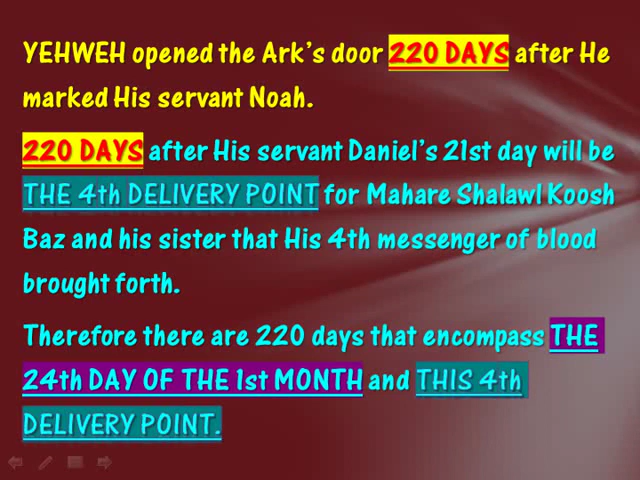 YEHWEH opened the Ark's door 220 DAYS after He
marked His servant Noah.
220 DAYS after His servant Daniel's 21st day will be
THE 4th DELIVERY POINT for Mahare Shalawl Koosh
Baz and his sister that His 4th messenger of blood
brought forth.
Therefore there are 220 days that encompass THE
24th DAY OF THE 1st MONTH and THIS 4th
DELIVERY POINT.